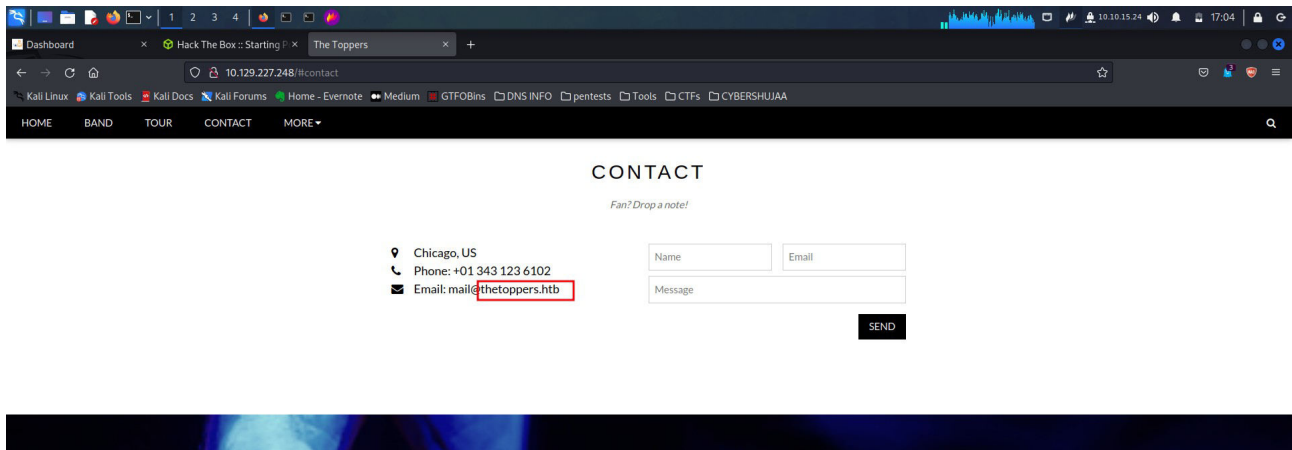 1 2 3 4 10.10.15.24 17:04
Dashboard Hack The Box :: Starting P The Toppers
10.129.227.248/#contact 3
Kali Linux Kali Tools Kali Docs Kali Forums Home - Evernote Medium GTFOBins DNS INFO pentests Tools CTFs CYBERSHUJAA
HOME BAND TOUR CONTACT MORE
CONTACT
Fan? Drop a note!
Chicago, US
Phone: +01 343 123 6102
Email: mail@thetoppers.htb
Name Email
Message
SEND